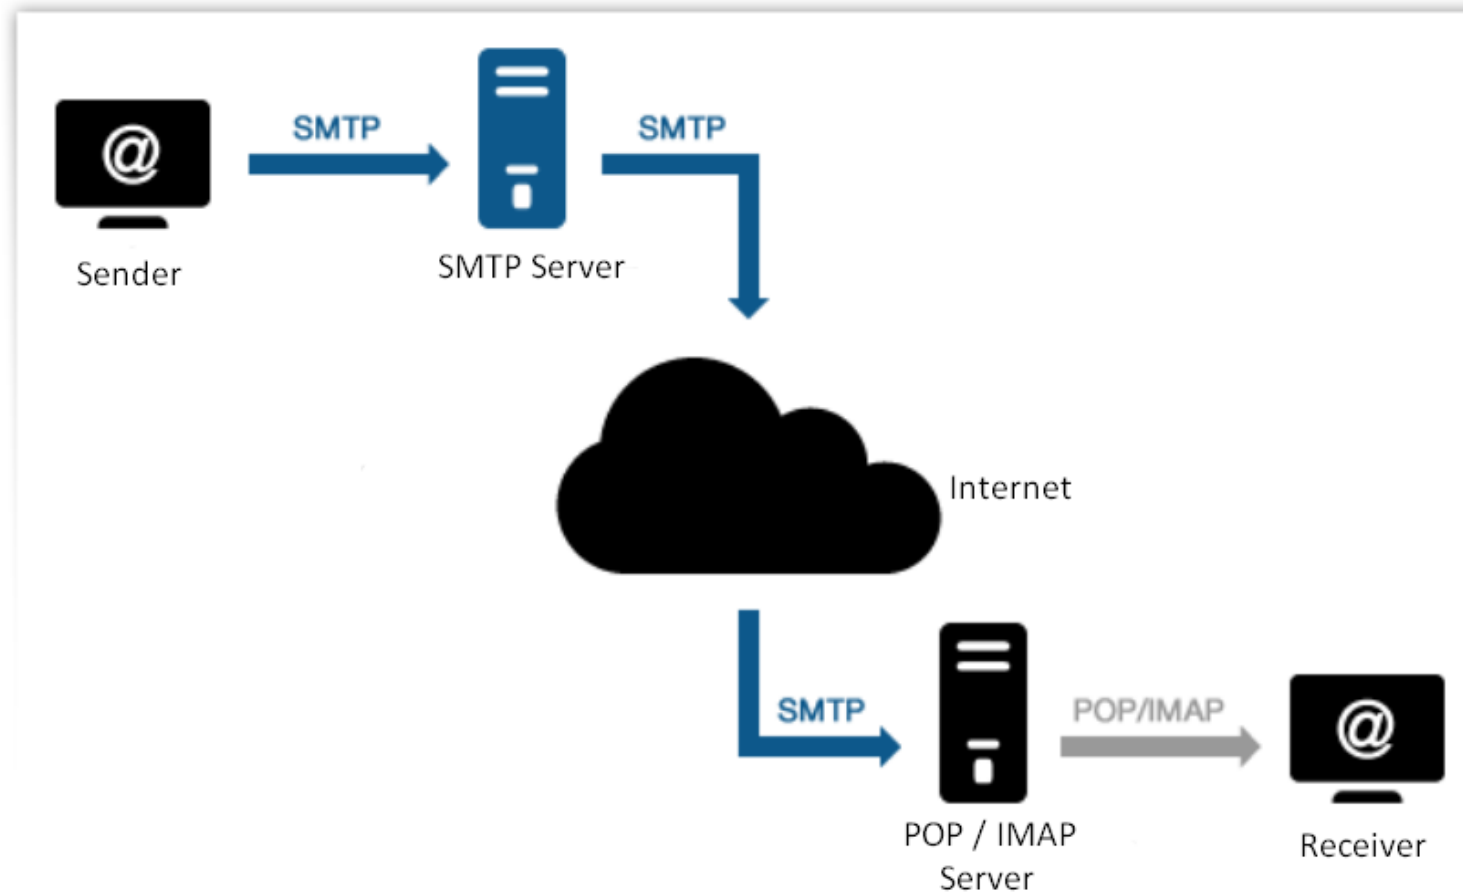 SMTP
SMTP
@
Sender
SMTP Server
Internet
SMTP
POP/IMAP
@
POP / IMAP
Server
Receiver